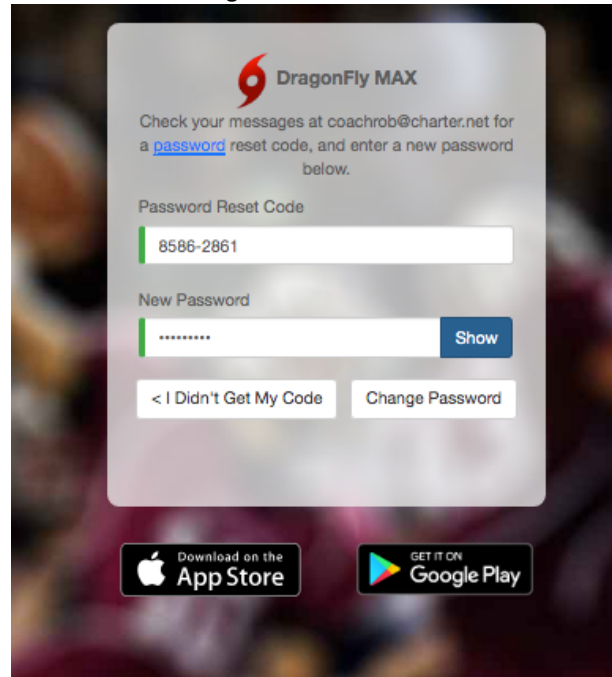 DragonFly MAX
Check your messages at coachrob@charter.net for
a password reset code, and enter a new password
below.
Password Reset Code
8586-2861
New Password
•••••••••
Show
< I Didn't Get My Code
Change Password
Download on the
App Store
GET IT ON
Google Play